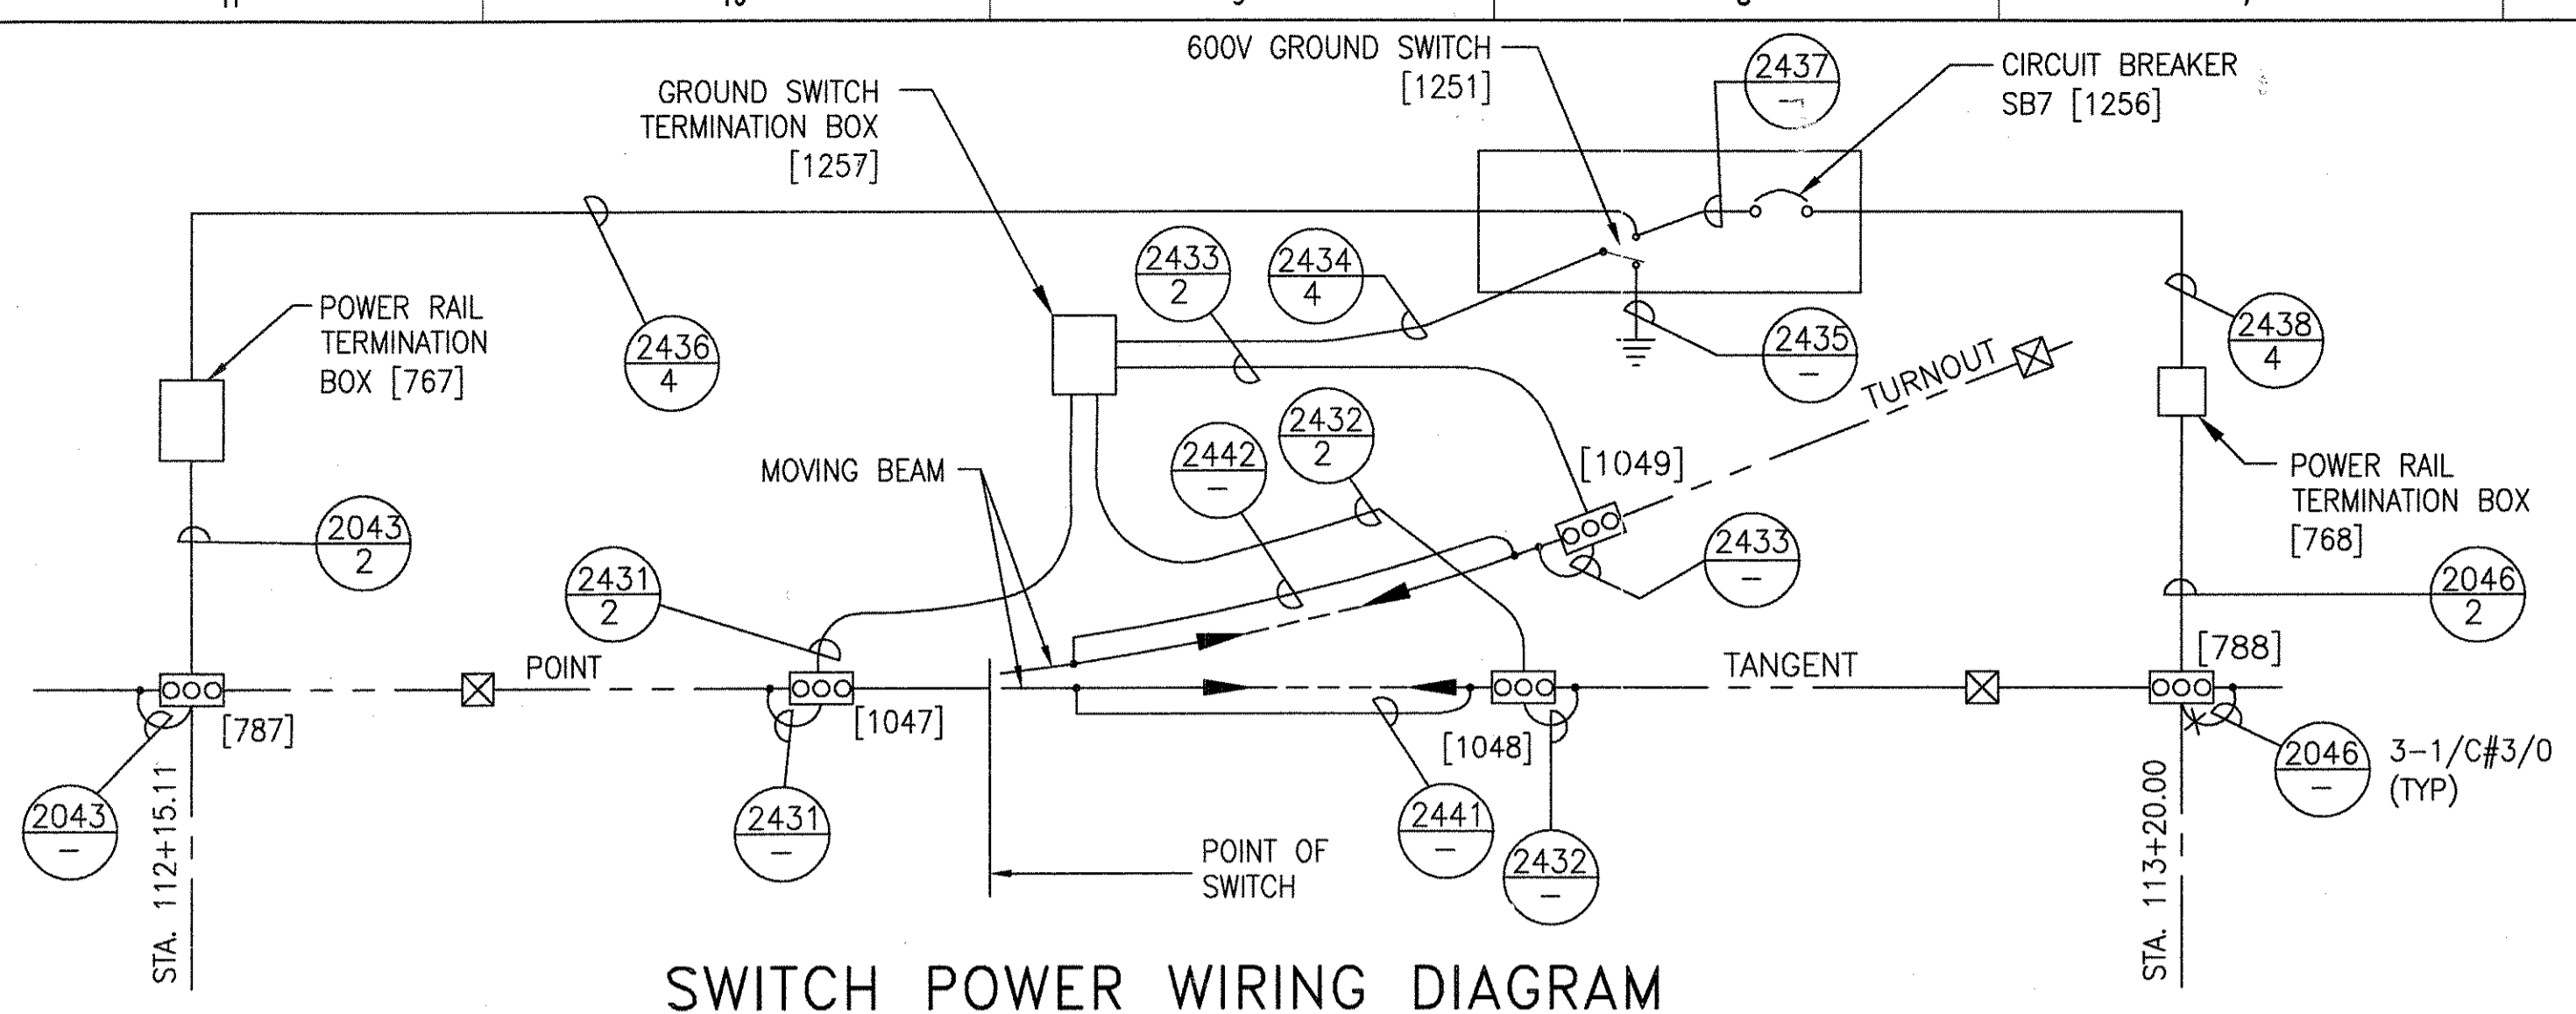 600V GROUND SWITCH
[1251]
2437
-
CIRCUIT BREAKER
SB7 [1256]
GROUND SWITCH
TERMINATION BOX
[1257]
2433
2
2434
4
POWER RAIL
TERMINATION
BOX [767]
2436
4
2435
-
2438
4
TURNOUT
2432
2
2442
-
MOVING BEAM
[1049]
POWER RAIL
TERMINATION BOX
[768]
2043
2
2433
-
2431
2
2046
2
POINT
TANGENT
[788]
[787]
[1047]
[1048]
2043
-
2431
-
2441
-
2432
-
2046
-
3-1/C#3/0
(TYP)
STA. 112+15.11
POINT OF
SWITCH
STA. 113+20.00
SWITCH POWER WIRING DIAGRAM